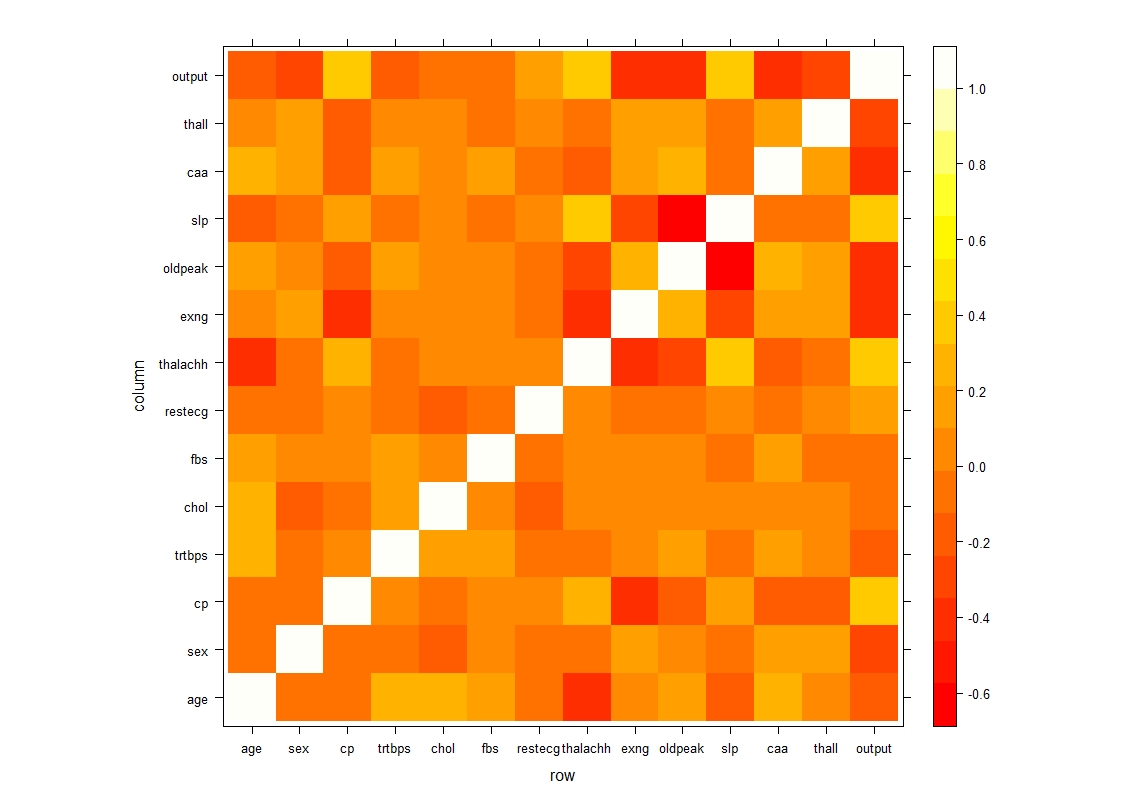 output
thall
caa
slp
oldpeak
exng
thalachh
restecg
fbs
chol
trtbps
cp
sex
age
column
age sex cp trtbps chol fbs restecg thalachh exng oldpeak slp caa thall output
row
1.0
0.8
0.6
0.4
0.2
0.0
-0.2
-0.4
-0.6